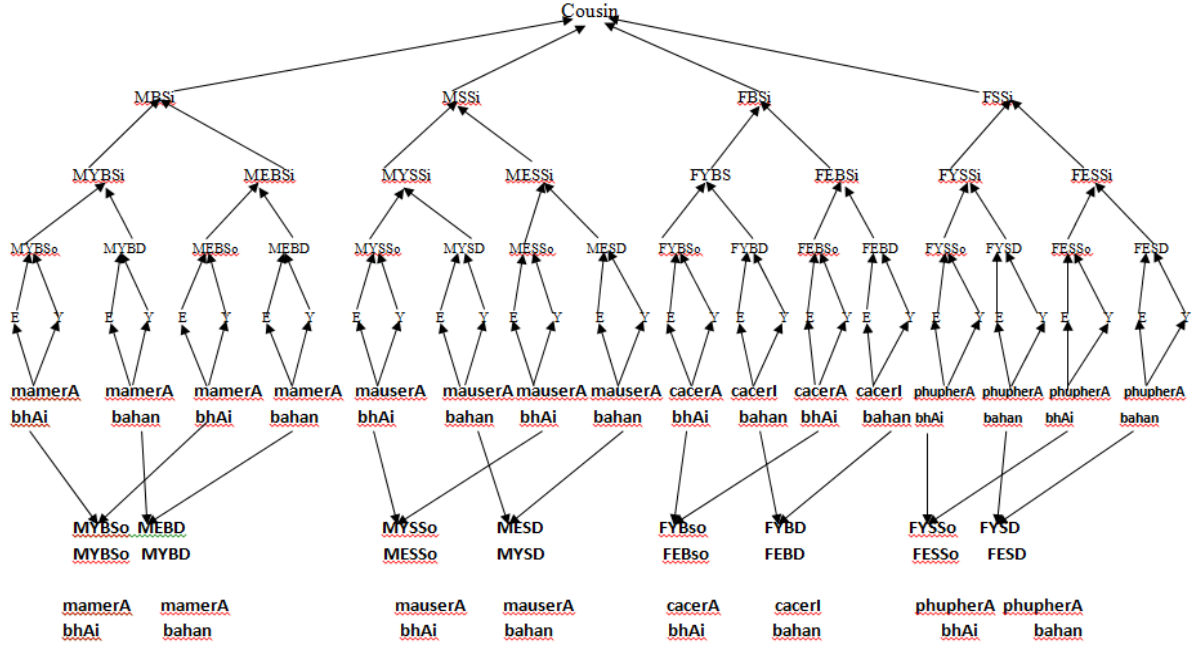 Cousin
MBSi MSSi FBSi FSSi
MYBSi MEBSi MYSSi MESSi FYBS FEBSi FYSSi FESSi
MYBSo MYBD MEBSo MEBD MYSSo MYSD MESSo MESD FYBSo FYBD FEBSo FEBD FYSSo FYSD FESSo FESD
E Y E Y E Y E Y E Y E Y E Y E Y E Y E Y E Y E Y E Y E Y E Y E Y
mamerA mamerA mamerA mamerA mauserA mauserA mauserA mauserA cacerA cacerI cacerA cacerI phupherA phupherA phupherA phupherA
bhAi bahan bhAi bahan bhAi bahan bhAi bahan bhAi bahan bhAi bahan bhAi bahan bhAi bahan
MYBSo MEBD MYSSo MESD FYBso FYBD FYSSo FYSD
MYBSo MYBD MESSo MYSD FEBso FEBD FESSo FESD
mamerA mamerA mauserA mauserA cacerA cacerI phupherA phupherA
bhAi bahan bhAi bahan bhAi bahan bhAi bahan